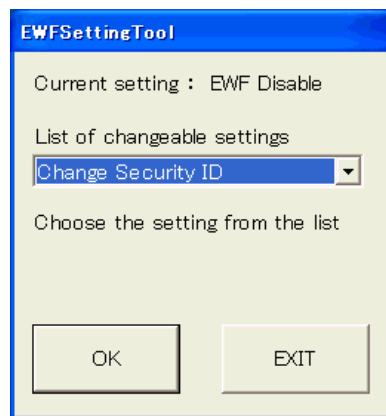 EWFSettingTool
Current setting : EWF Disable
List of changeable settings
Change Security ID
Choose the setting from the list
OK
EXIT